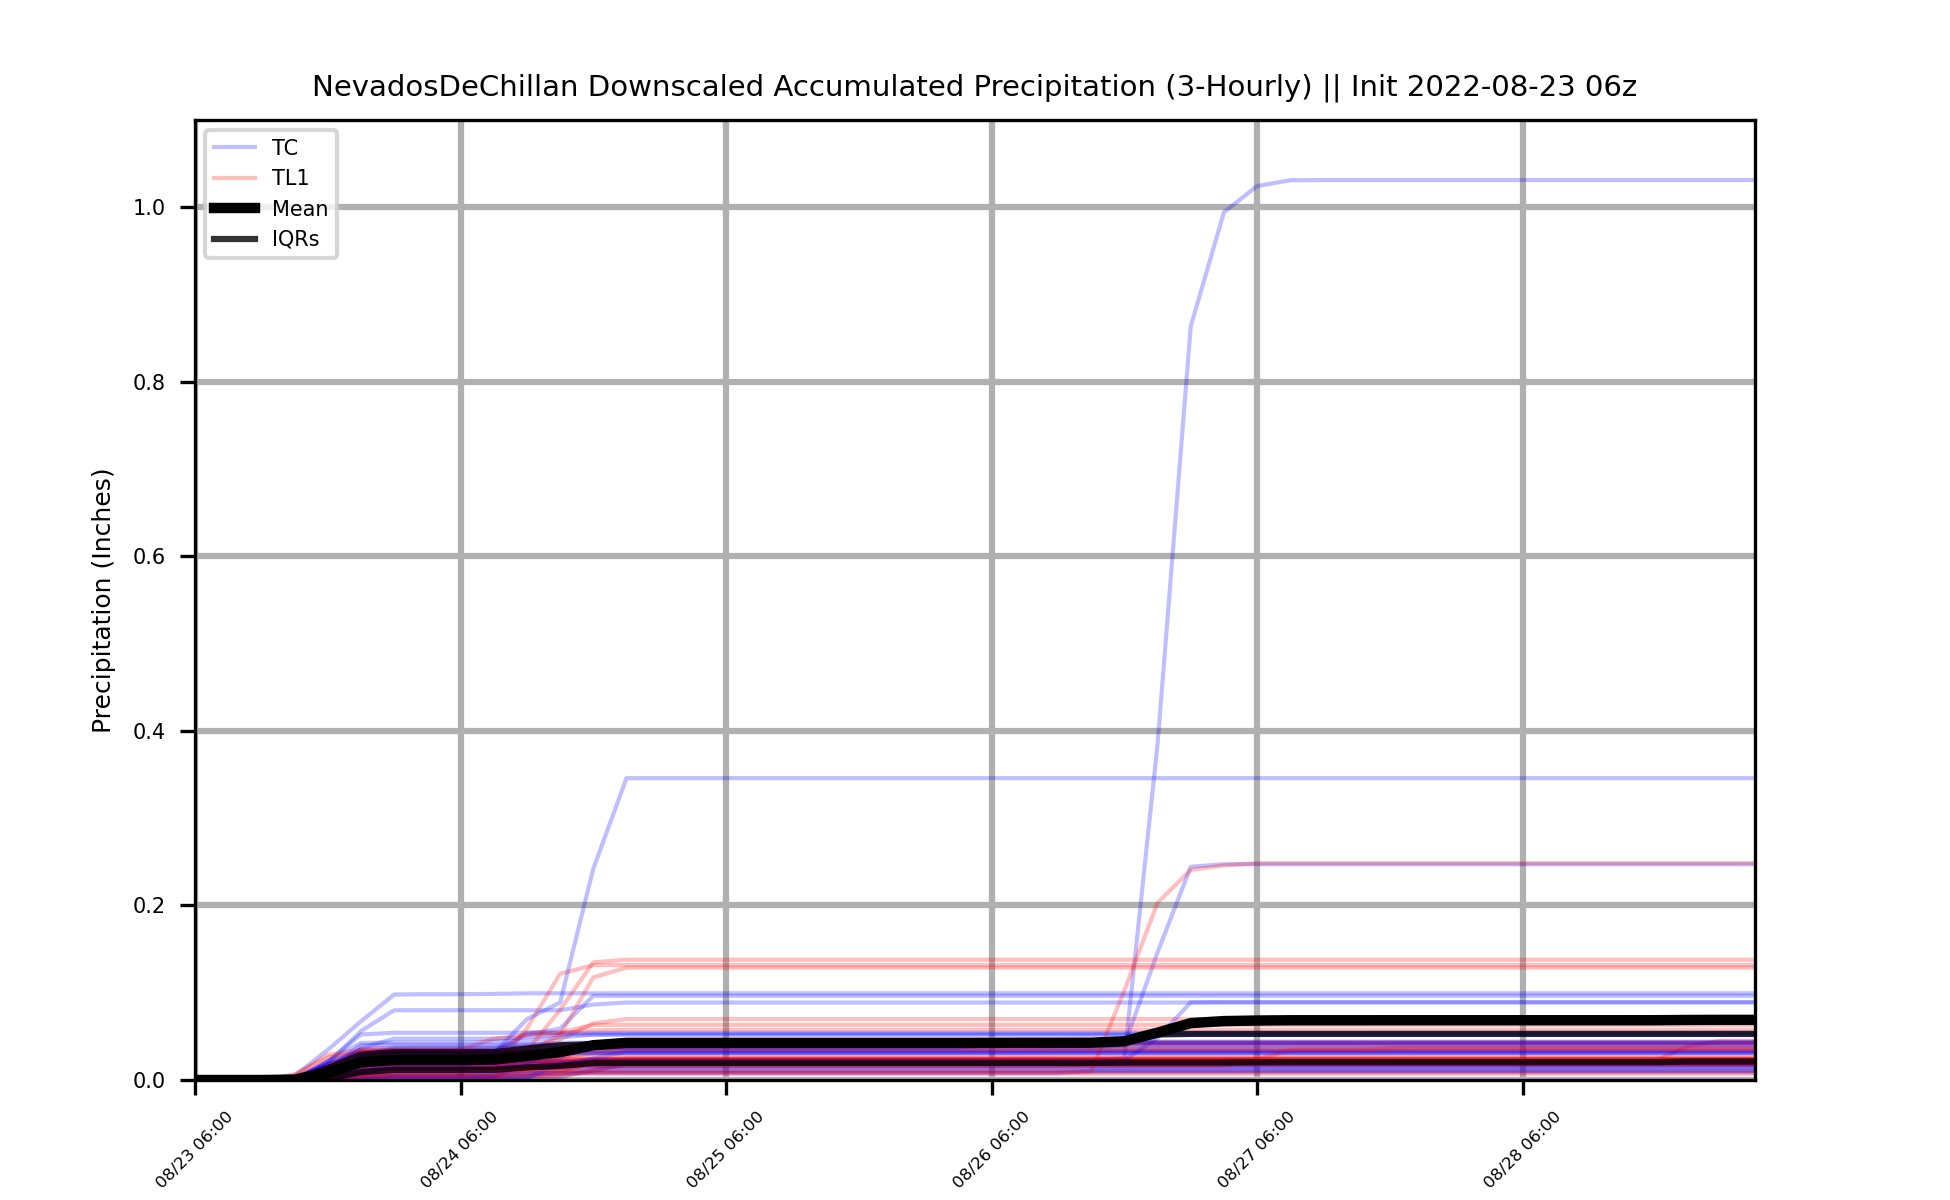 NevadosDeChillan Downscaled Accumulated Precipitation (3-Hourly) || Init 2022-08-23 06z
TC
TL1
Mean
IQRs
Precipitation (Inches)
1.0
0.8
0.6
0.4
0.2
0.0
08/23 06:00
08/24 06:00
08/25 06:00
08/26 06:00
08/27 06:00
08/28 06:00